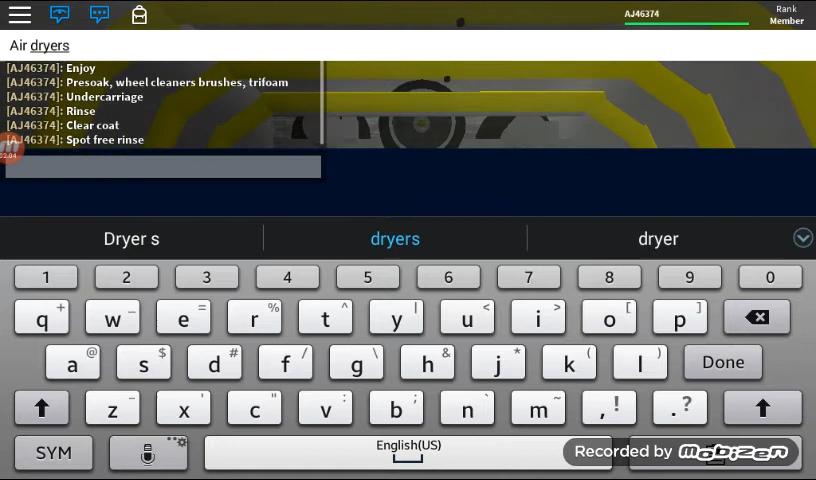 AJ46374
Rank
Member
Air dryers
[AJ46374]: Enjoy
[AJ46374]: Presoak, wheel cleaners brushes, trifoam
[AJ46374]: Undercarriage
[AJ46374]: Rinse
[AJ46374]: Clear coat
[AJ46374]: Spot free rinse
02:04
Dryer s dryers dryer
1 2 3 4 5 6 7 8 9 0
q + w _ e = r % t ^ y | u < i > o [ p ]
a @ s $ d # f / g \ h & j * k ( l ) Done
z - x ' c " v : b ; n ` m ~ , ! . ?
SYM English(US)
Recorded by mobizen